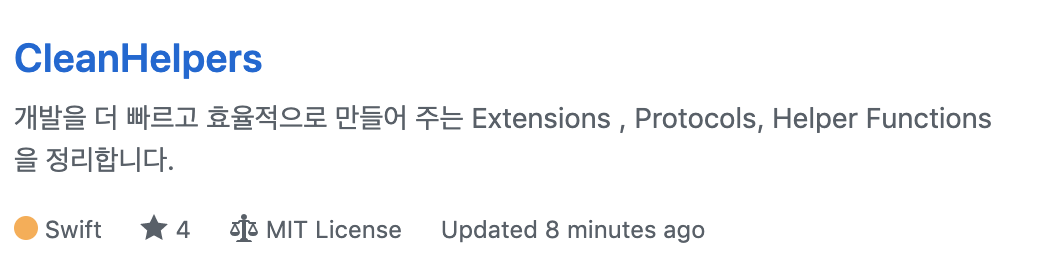 CleanHelpers
개발을 더 빠르고 효율적으로 만들어 주는 Extensions , Protocols, Helper Functions
을 정리합니다.
Swift 4 MIT License Updated 8 minutes ago